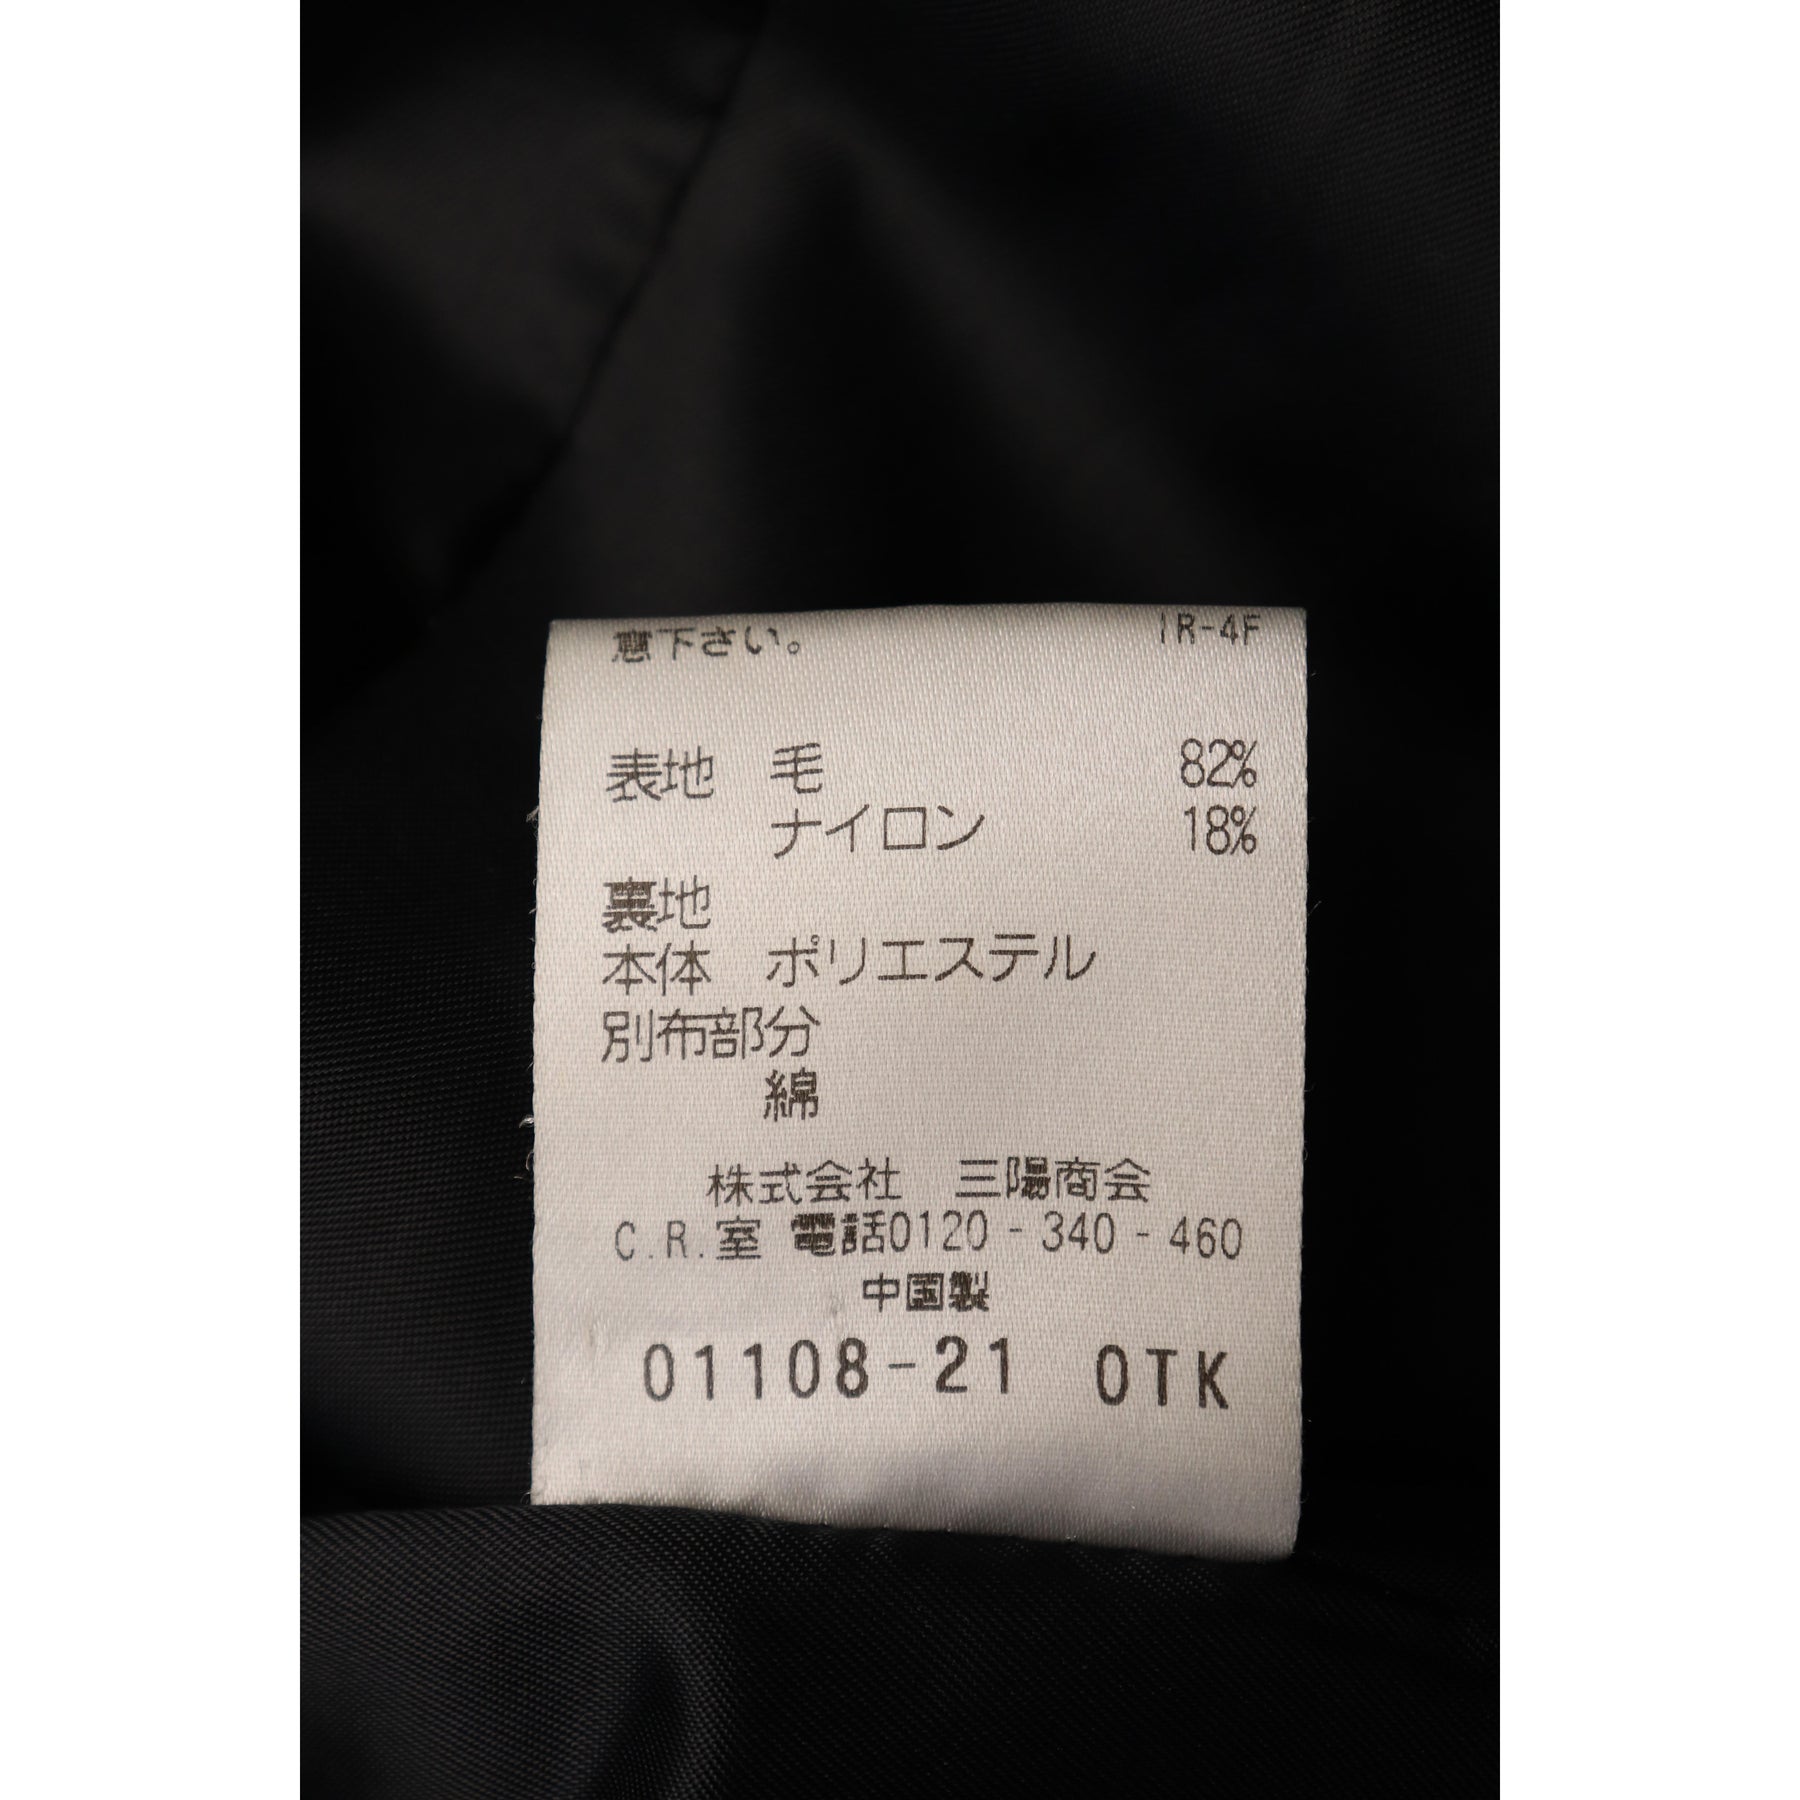 意下さい。 IR-4F
表地 毛 82%
ナイロン 18%
裏地
本体 ポリエステル
別布部分
綿
株式会社 三陽商会
C.R.室 電話0120-340-460
中国製
01108-21 OTK